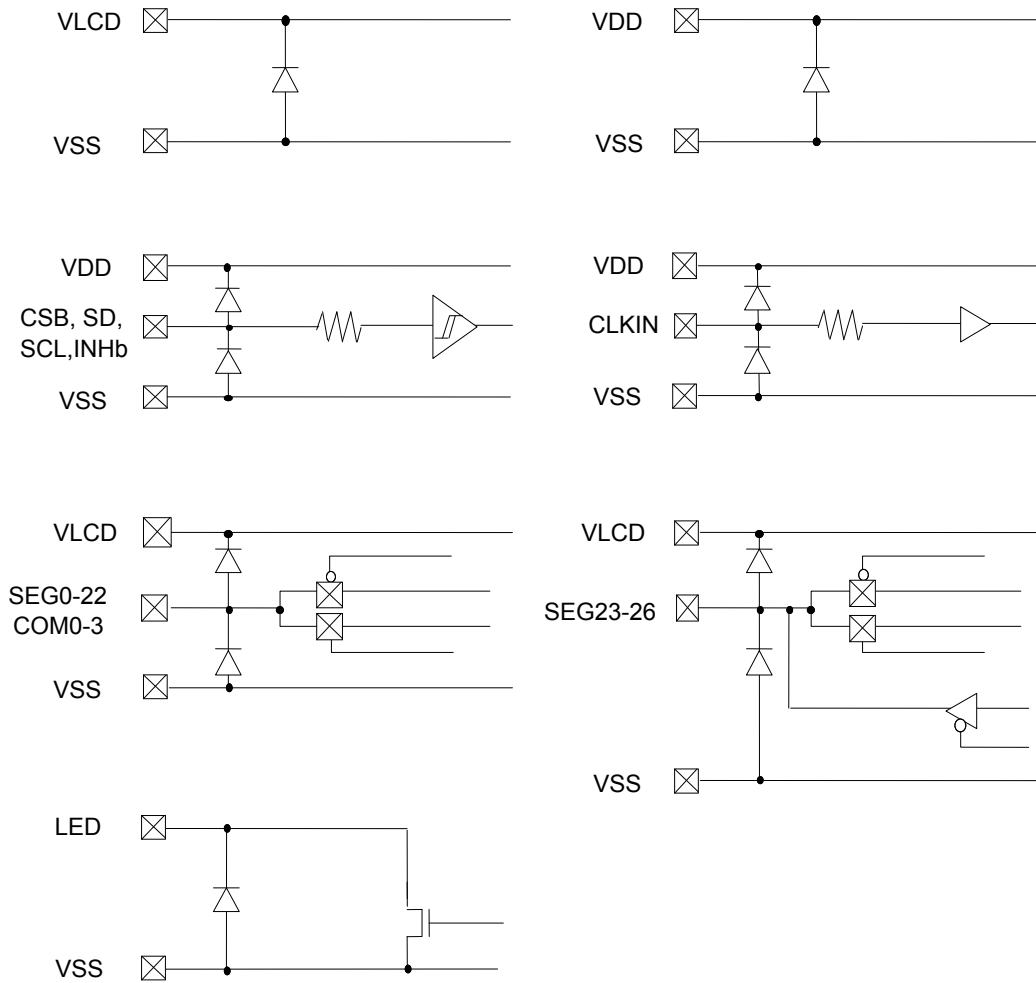 VLCD
VSS
VDD
VSS
VDD
CSB, SD,
SCL,INHb
VSS
VDD
CLKIN
VSS
VLCD
SEG0-22
COM0-3
VSS
VLCD
SEG23-26
VSS
LED
VSS